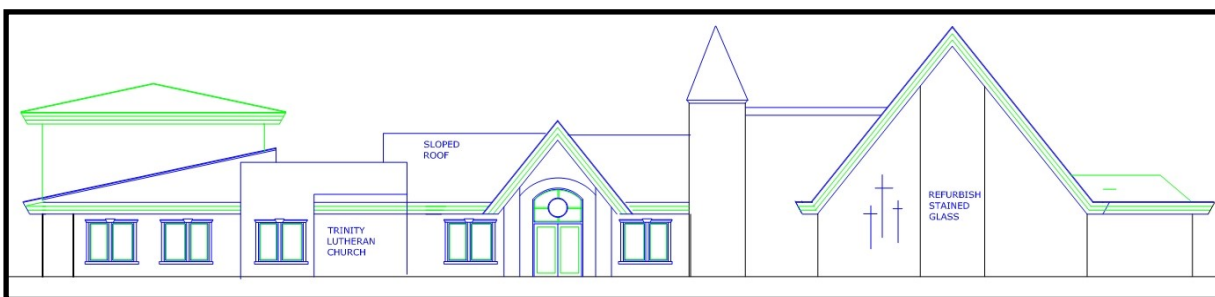 SLOPED
ROOF
TRINITY
LUTHERAN
CHURCH
REFURBISH
STAINED
GLASS